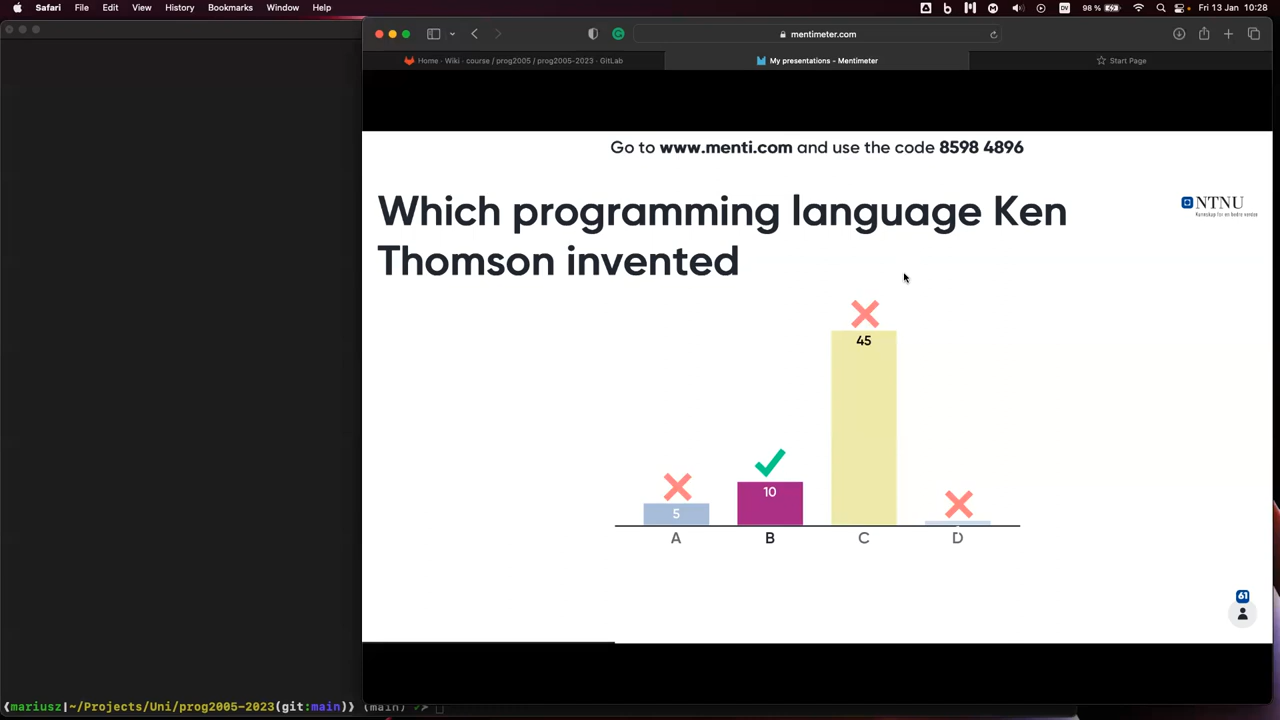 Safari File Edit View History Bookmarks Window Help
98 % Fri 13 Jan 10:28
mentimeter.com
Home · Wiki · course / prog2005 / prog2005-2023 · GitLab
My presentations – Mentimeter
Start Page
Go to www.menti.com and use the code 8598 4896
Which programming language Ken
Thomson invented
NTNU
45
10
5
A B C D
61
(mariusz|~/Projects/Uni/prog2005-2023(git:main)) (main)